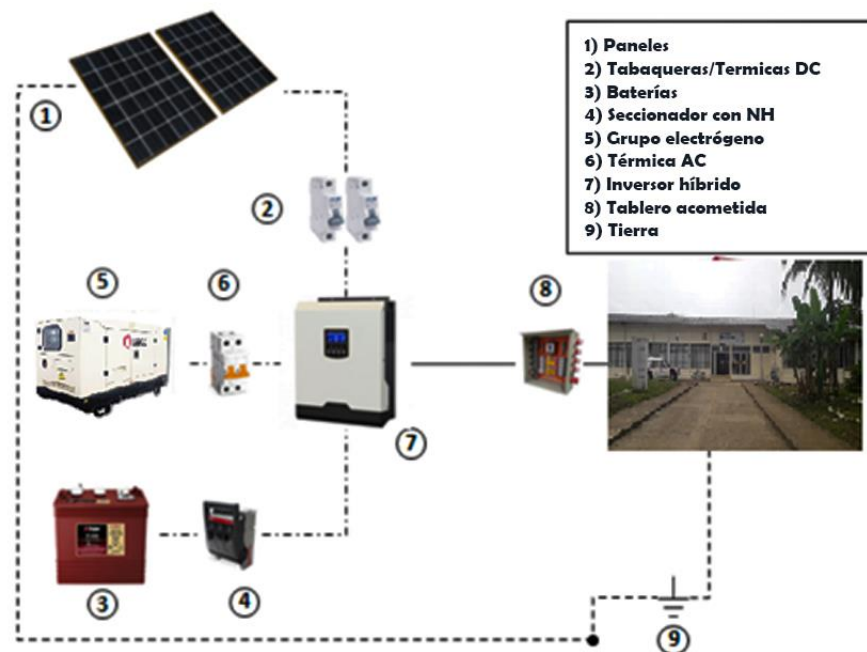 1) Paneles
2) Tabaqueras/Termicas DC
3) Baterías
4) Seccionador con NH
5) Grupo electrógeno
6) Térmica AC
7) Inversor híbrido
8) Tablero acometida
9) Tierra
1
2
5
6
8
7
3
4
9